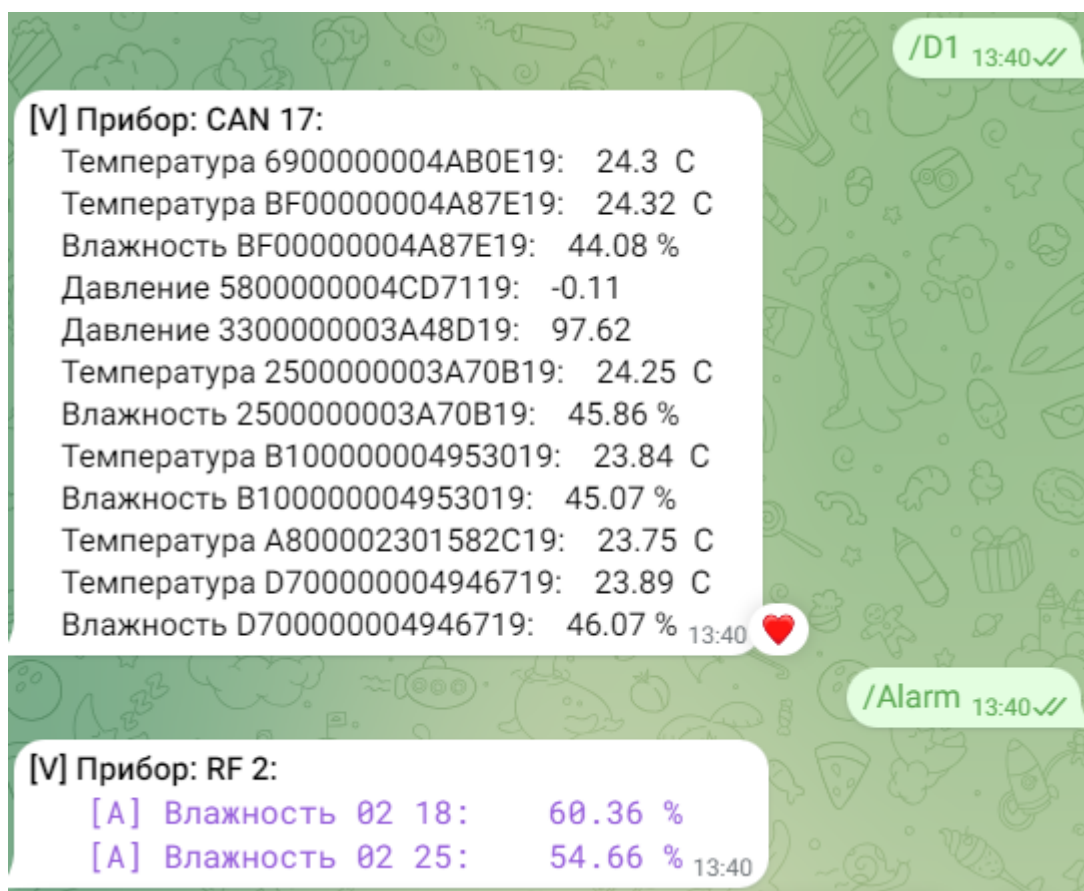 /D1 13:40
[V] Прибор: CAN 17:
Температура 6900000004AB0E19: 24.3 C
Температура BF00000004A87E19: 24.32 C
Влажность BF00000004A87E19: 44.08 %
Давление 5800000004CD7119: -0.11
Давление 3300000003A48D19: 97.62
Температура 2500000003A70B19: 24.25 C
Влажность 2500000003A70B19: 45.86 %
Температура B100000004953019: 23.84 C
Влажность B100000004953019: 45.07 %
Температура A800002301582C19: 23.75 C
Температура D700000004946719: 23.89 C
Влажность D700000004946719: 46.07 % 13:40
/Alarm 13:40
[V] Прибор: RF 2:
[A] Влажность 02 18: 60.36 %
[A] Влажность 02 25: 54.66 % 13:40